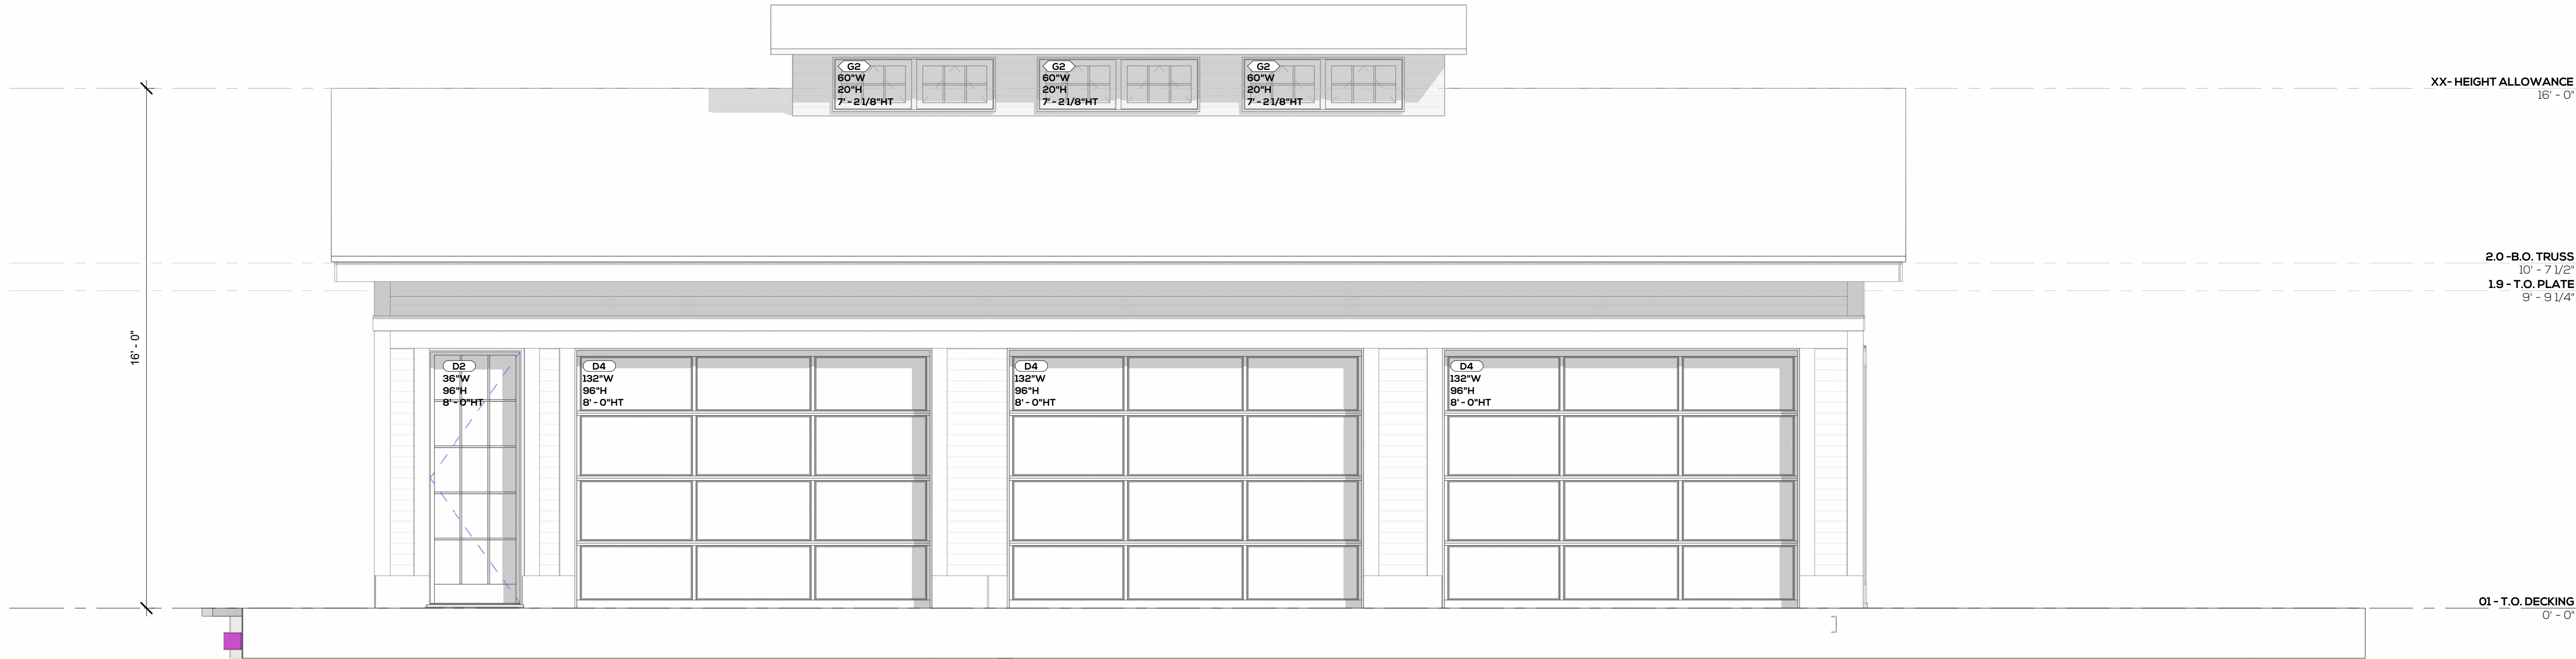 G2
60"W
20"H
7' - 2 1/8"HT
G2
60"W
20"H
7' - 2 1/8"HT
G2
60"W
20"H
7' - 2 1/8"HT
XX- HEIGHT ALLOWANCE
16' - 0"
2.0 -B.O. TRUSS
10' - 7 1/2"
1.9 - T.O. PLATE
9' - 9 1/4"
16' - 0"
D2
36"W
96"H
8' - 0"HT
D4
132"W
96"H
8' - 0"HT
D4
132"W
96"H
8' - 0"HT
D4
132"W
96"H
8' - 0"HT
01 - T.O. DECKING
0' - 0"